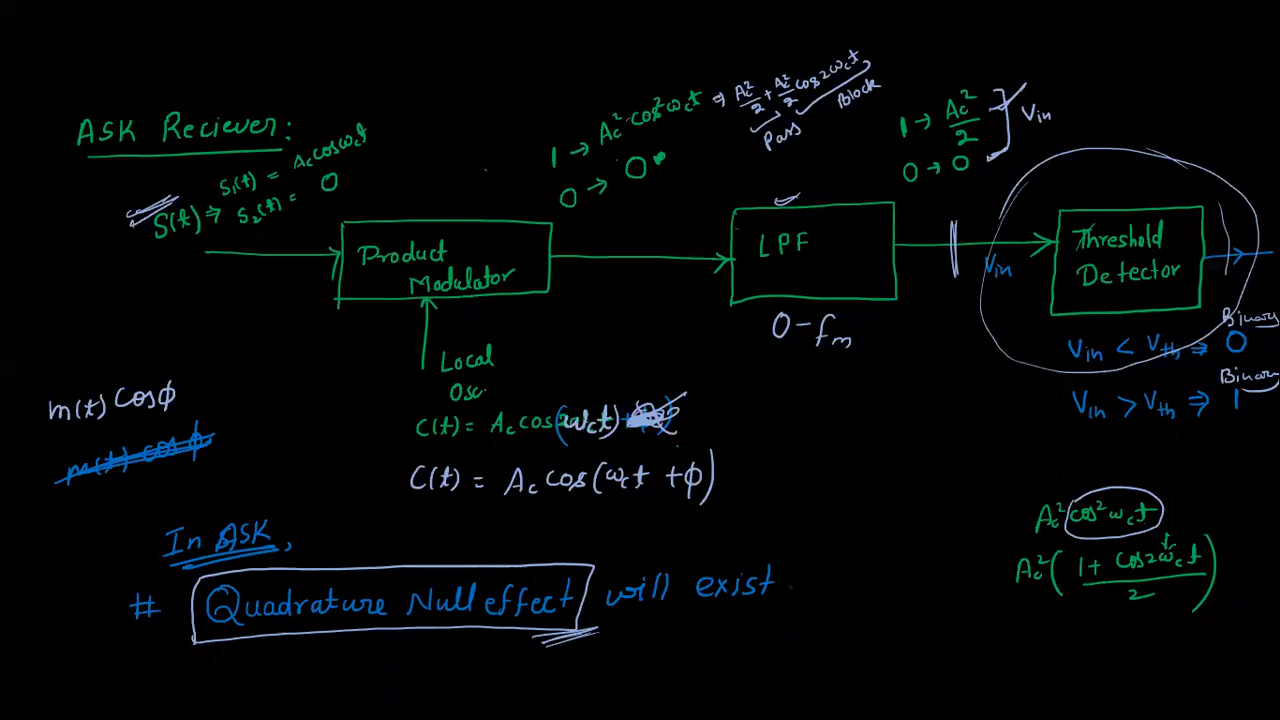 ASK Reciever:
S(t) ⇒ S₁(t) = Ac cosωct
S₂(t) = 0
1 → Ac² cos²ωct ⇒ Ac²/2 + Ac²/2 cos2ωct
Pass
Block
0 → 0
1 → Ac²/2
0 → 0
Vin
Product
Modulator
LPF
0 - fm
Vin
Threshold
Detector
Binary
Vin < Vth ⇒ 0
Binary
Vin > Vth ⇒ 1
Local
Osc.
C(t) = Ac cos(ωct)
C(t) = Ac cos(ωct + φ)
m(t) cosφ
m(t) cos φ
In ASK,
# Quadrature Null effect will exist
Ac² cos²ωct
Ac² (1 + cos2ωct / 2)